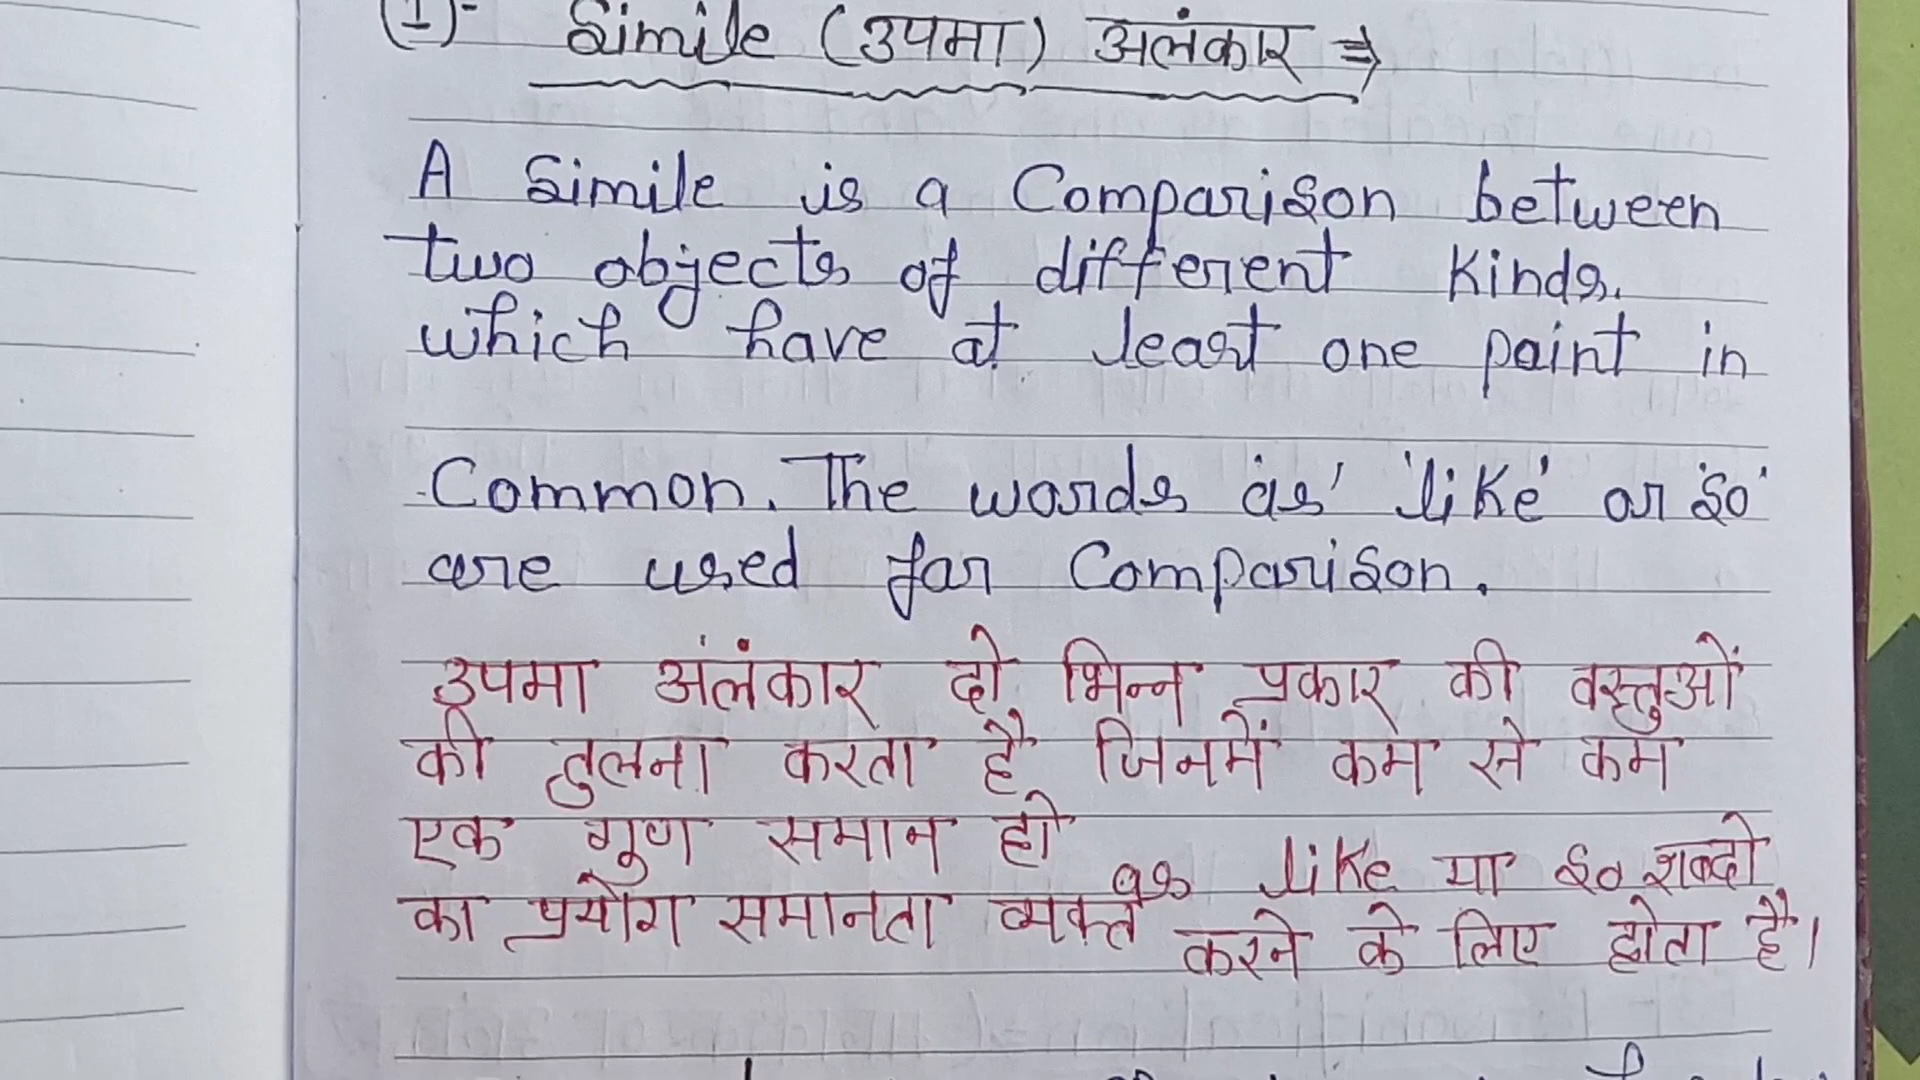 (1)- Simile (उपमा) अलंकार ⇒
A Simile is a Comparison between
two objects of different Kinds.
which have at least one point in
Common. The words 'as' 'like' or 'so'
are used for Comparison.
उपमा अंलंकार दो भिन्न प्रकार की वस्तुओं
की तुलना करता है जिनमें कम से कम
एक गुण समान हो as like या so शब्दो
का प्रयोग समानता व्यक्त करने के लिए होता है।